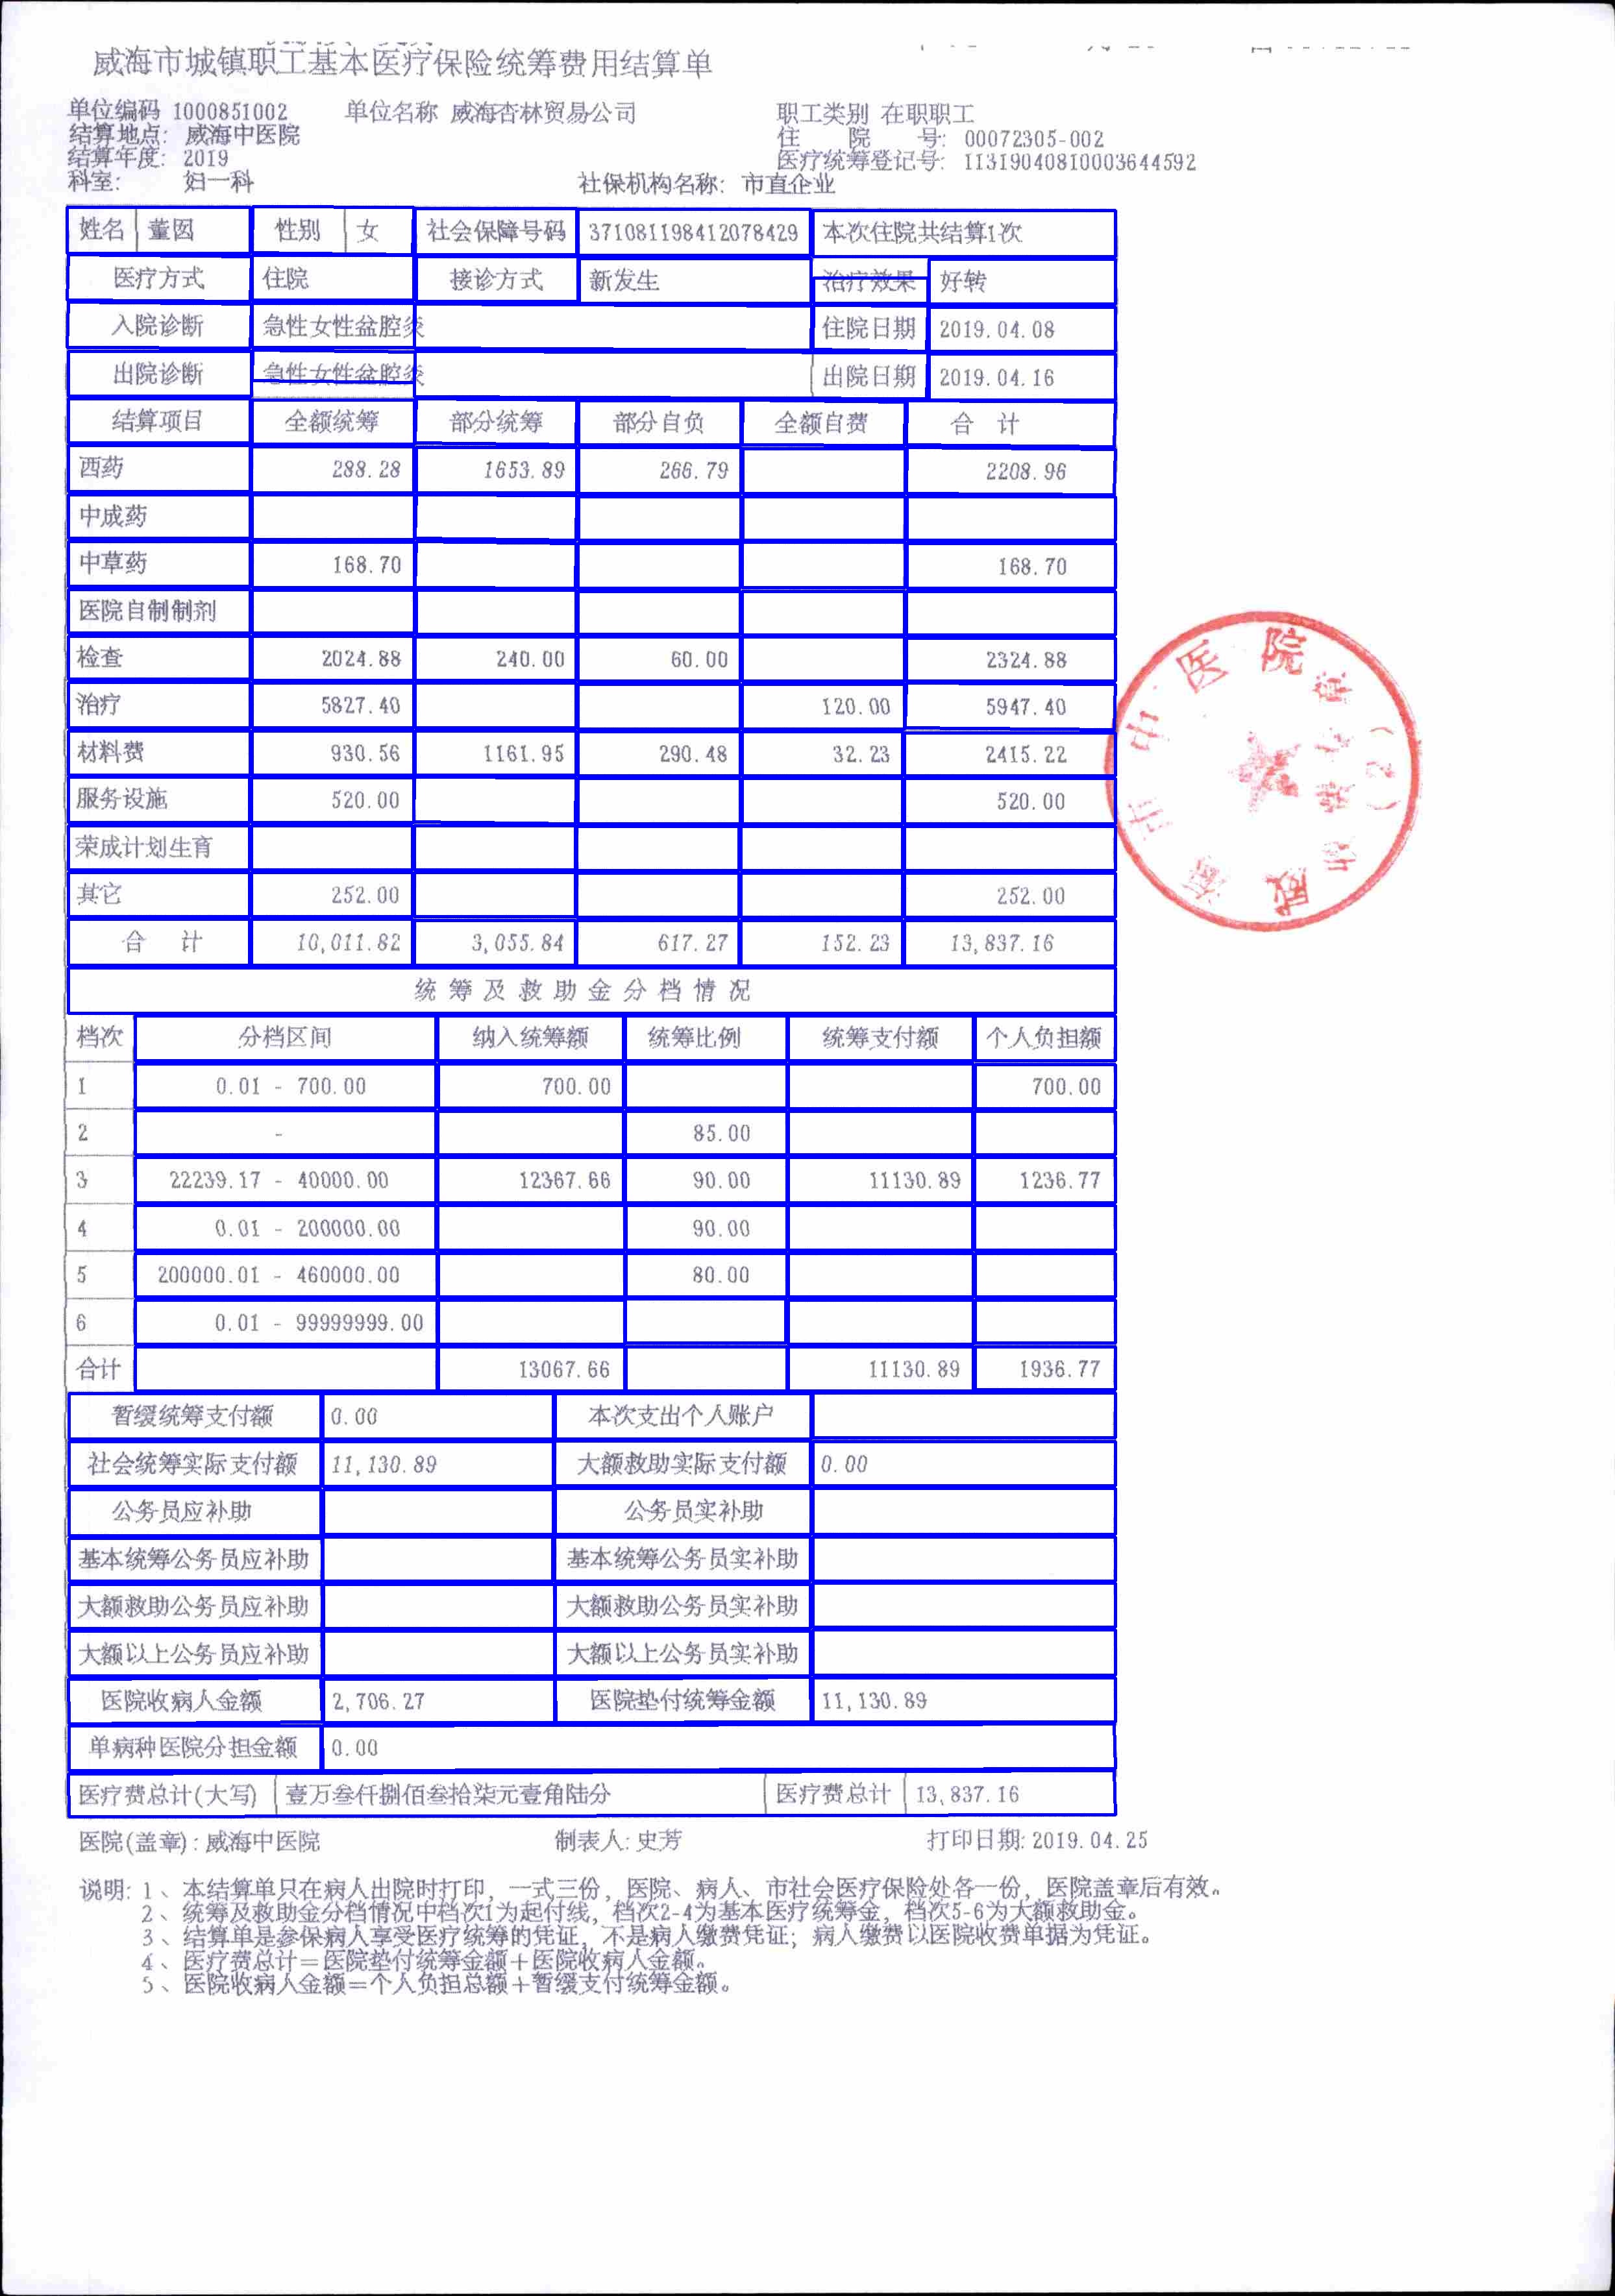 威海市城镇职工基本医疗保险统筹费用结算单
单位编码 1000851002 单位名称 威海杏林贸易公司 职工类别 在职职工
结算地点: 威海中医院 住 院 号: 00072305-002
结算年度: 2019 医疗统筹登记号: 11319040810003644592
科室: 妇一科 社保机构名称: 市直企业
姓名 董囡 性别 女 社会保障号码 371081198412078429 本次住院共结算1次
医疗方式 住院 接诊方式 新发生 治疗效果 好转
入院诊断 急性女性盆腔炎 住院日期 2019.04.08
出院诊断 急性女性盆腔炎 出院日期 2019.04.16
结算项目 全额统筹 部分统筹 部分自负 全额自费 合 计
西药 288.28 1653.89 266.79 2208.96
中成药
中草药 168.70 168.70
医院自制制剂
检查 2024.88 240.00 60.00 2324.88
治疗 5827.40 120.00 5947.40
材料费 930.56 1161.95 290.48 32.23 2415.22
服务设施 520.00 520.00
荣成计划生育
其它 252.00 252.00
合 计 10,011.82 3,055.84 617.27 152.23 13,837.16
统筹及救助金分档情况
档次 分档区间 纳入统筹额 统筹比例 统筹支付额 个人负担额
1 0.01 - 700.00 700.00 700.00
2 - 85.00
3 22239.17 - 40000.00 12367.66 90.00 11130.89 1236.77
4 0.01 - 200000.00 90.00
5 200000.01 - 460000.00 80.00
6 0.01 - 99999999.00
合计 13067.66 11130.89 1936.77
暂缓统筹支付额 0.00 本次支出个人账户
社会统筹实际支付额 11,130.89 大额救助实际支付额 0.00
公务员应补助 公务员实补助
基本统筹公务员应补助 基本统筹公务员实补助
大额救助公务员应补助 大额救助公务员实补助
大额以上公务员应补助 大额以上公务员实补助
医院收病人金额 2,706.27 医院垫付统筹金额 11,130.89
单病种医院分担金额 0.00
医疗费总计(大写) 壹万叁仟捌佰叁拾柒元壹角陆分 医疗费总计 13,837.16
医院(盖章):威海中医院 制表人:史芳 打印日期:2019.04.25
说明: 1、本结算单只在病人出院时打印，一式三份，医院、病人、市社会医疗保险处各一份，医院盖章后有效。
2、统筹及救助金分档情况中档次1为起付线，档次2-4为基本医疗统筹金，档次5-6为大额救助金。
3、结算单是参保病人享受医疗统筹的凭证，不是病人缴费凭证；病人缴费以医院收费单据为凭证。
4、医疗费总计＝医院垫付统筹金额＋医院收病人金额。
5、医院收病人金额＝个人负担总额＋暂缓支付统筹金额。
威海市中医院